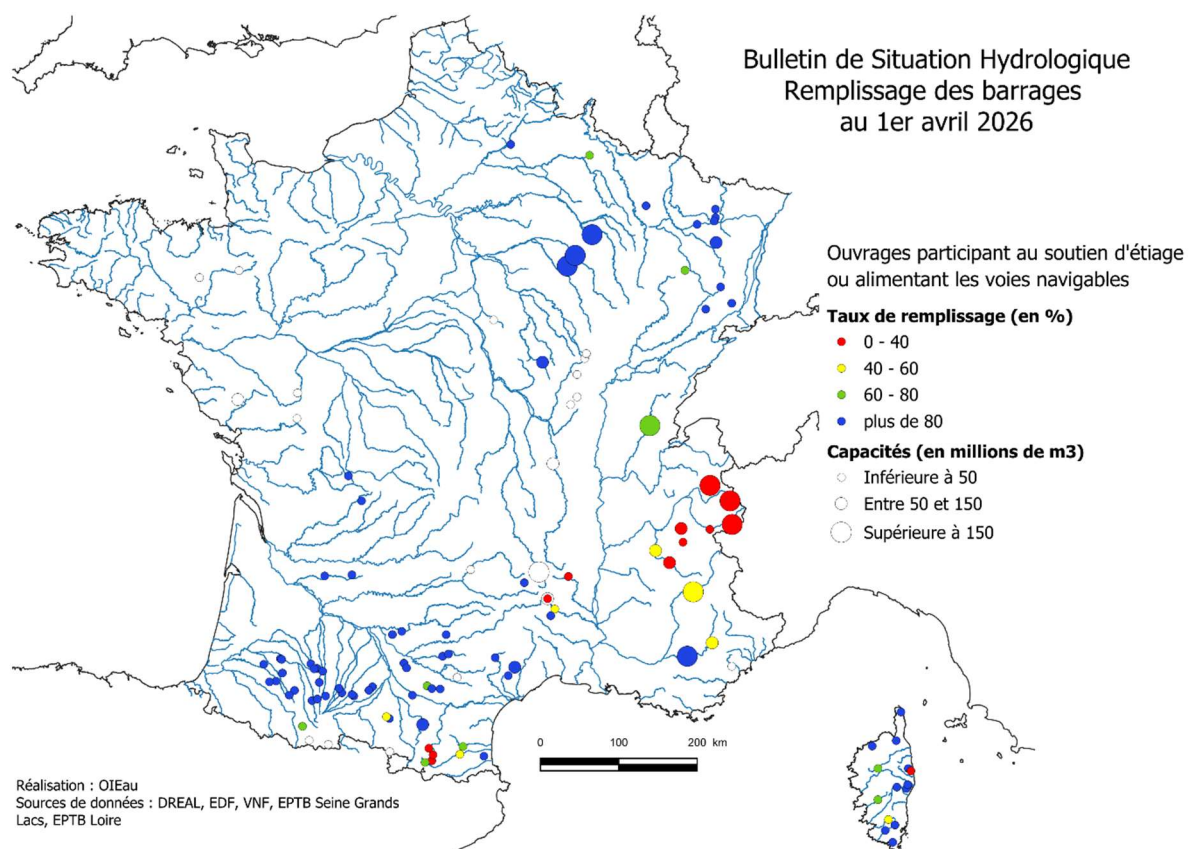 Bulletin de Situation Hydrologique
Remplissage des barrages
au 1er avril 2026
Ouvrages participant au soutien d'étiage
ou alimentant les voies navigables
Taux de remplissage (en %)
0 - 40
40 - 60
60 - 80
plus de 80
Capacités (en millions de m3)
Inférieure à 50
Entre 50 et 150
Supérieure à 150
0 100 200 km
Réalisation : OIEau
Sources de données : DREAL, EDF, VNF, EPTB Seine Grands
Lacs, EPTB Loire